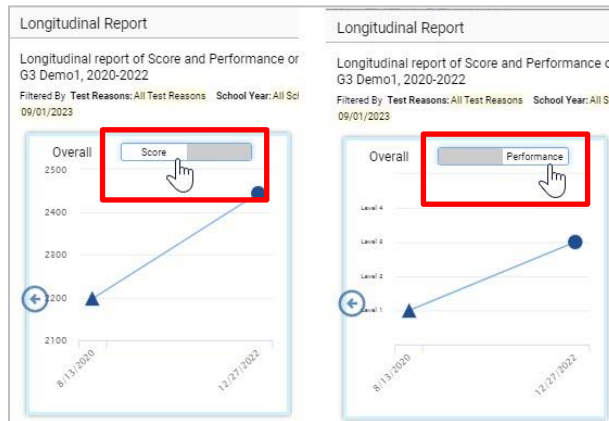 Longitudinal Report
Longitudinal report of Score and Performance or
G3 Demo1, 2020-2022
Filtered By Test Reasons: All Test Reasons School Year: All Scl
09/01/2023
Overall
Score
2500
2400
2300
2200
2100
8/13/2020
12/27/2022
Longitudinal Report
Longitudinal report of Score and Performance o
G3 Demo1, 2020-2022
Filtered By Test Reasons: All Test Reasons School Year: All S
09/01/2023
Overall
Performance
Level 4
Level 3
Level 2
Level 1
8/13/2020
12/27/2022